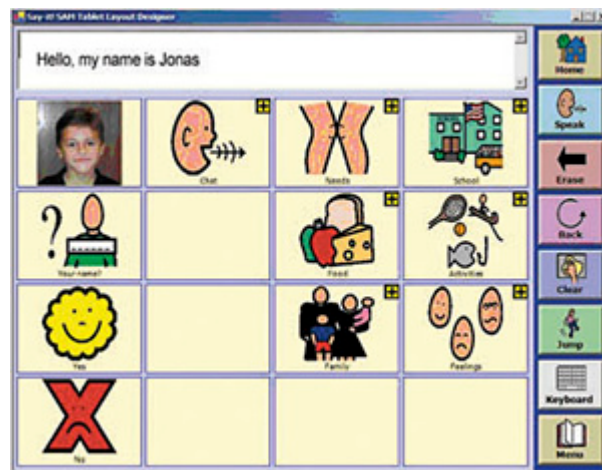 Say-it! SAM Tablet Layout Designer
Hello, my name is Jonas
Home
Chat
Needs
School
Speak
Erase
Your name?
Food
Activities
Back
Clear
Yes
Family
Feelings
Jump
Keyboard
No
Menu